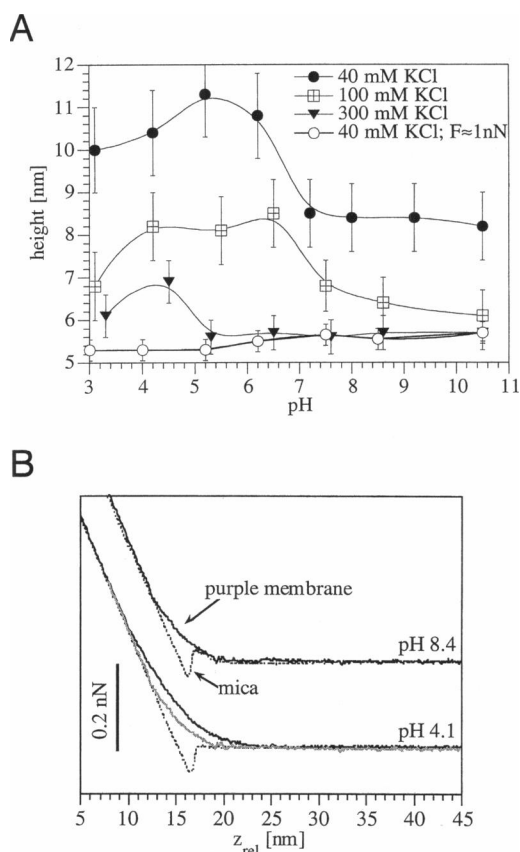 A
40 mM KCl
100 mM KCl
300 mM KCl
40 mM KCl; F≈1nN
height [nm]
12
11
10
9
8
7
6
5
3 4 5 6 7 8 9 10 11
pH
B
purple membrane
pH 8.4
mica
0.2 nN
pH 4.1
5 10 15 20 25 30 35 40 45
z_rel [nm]